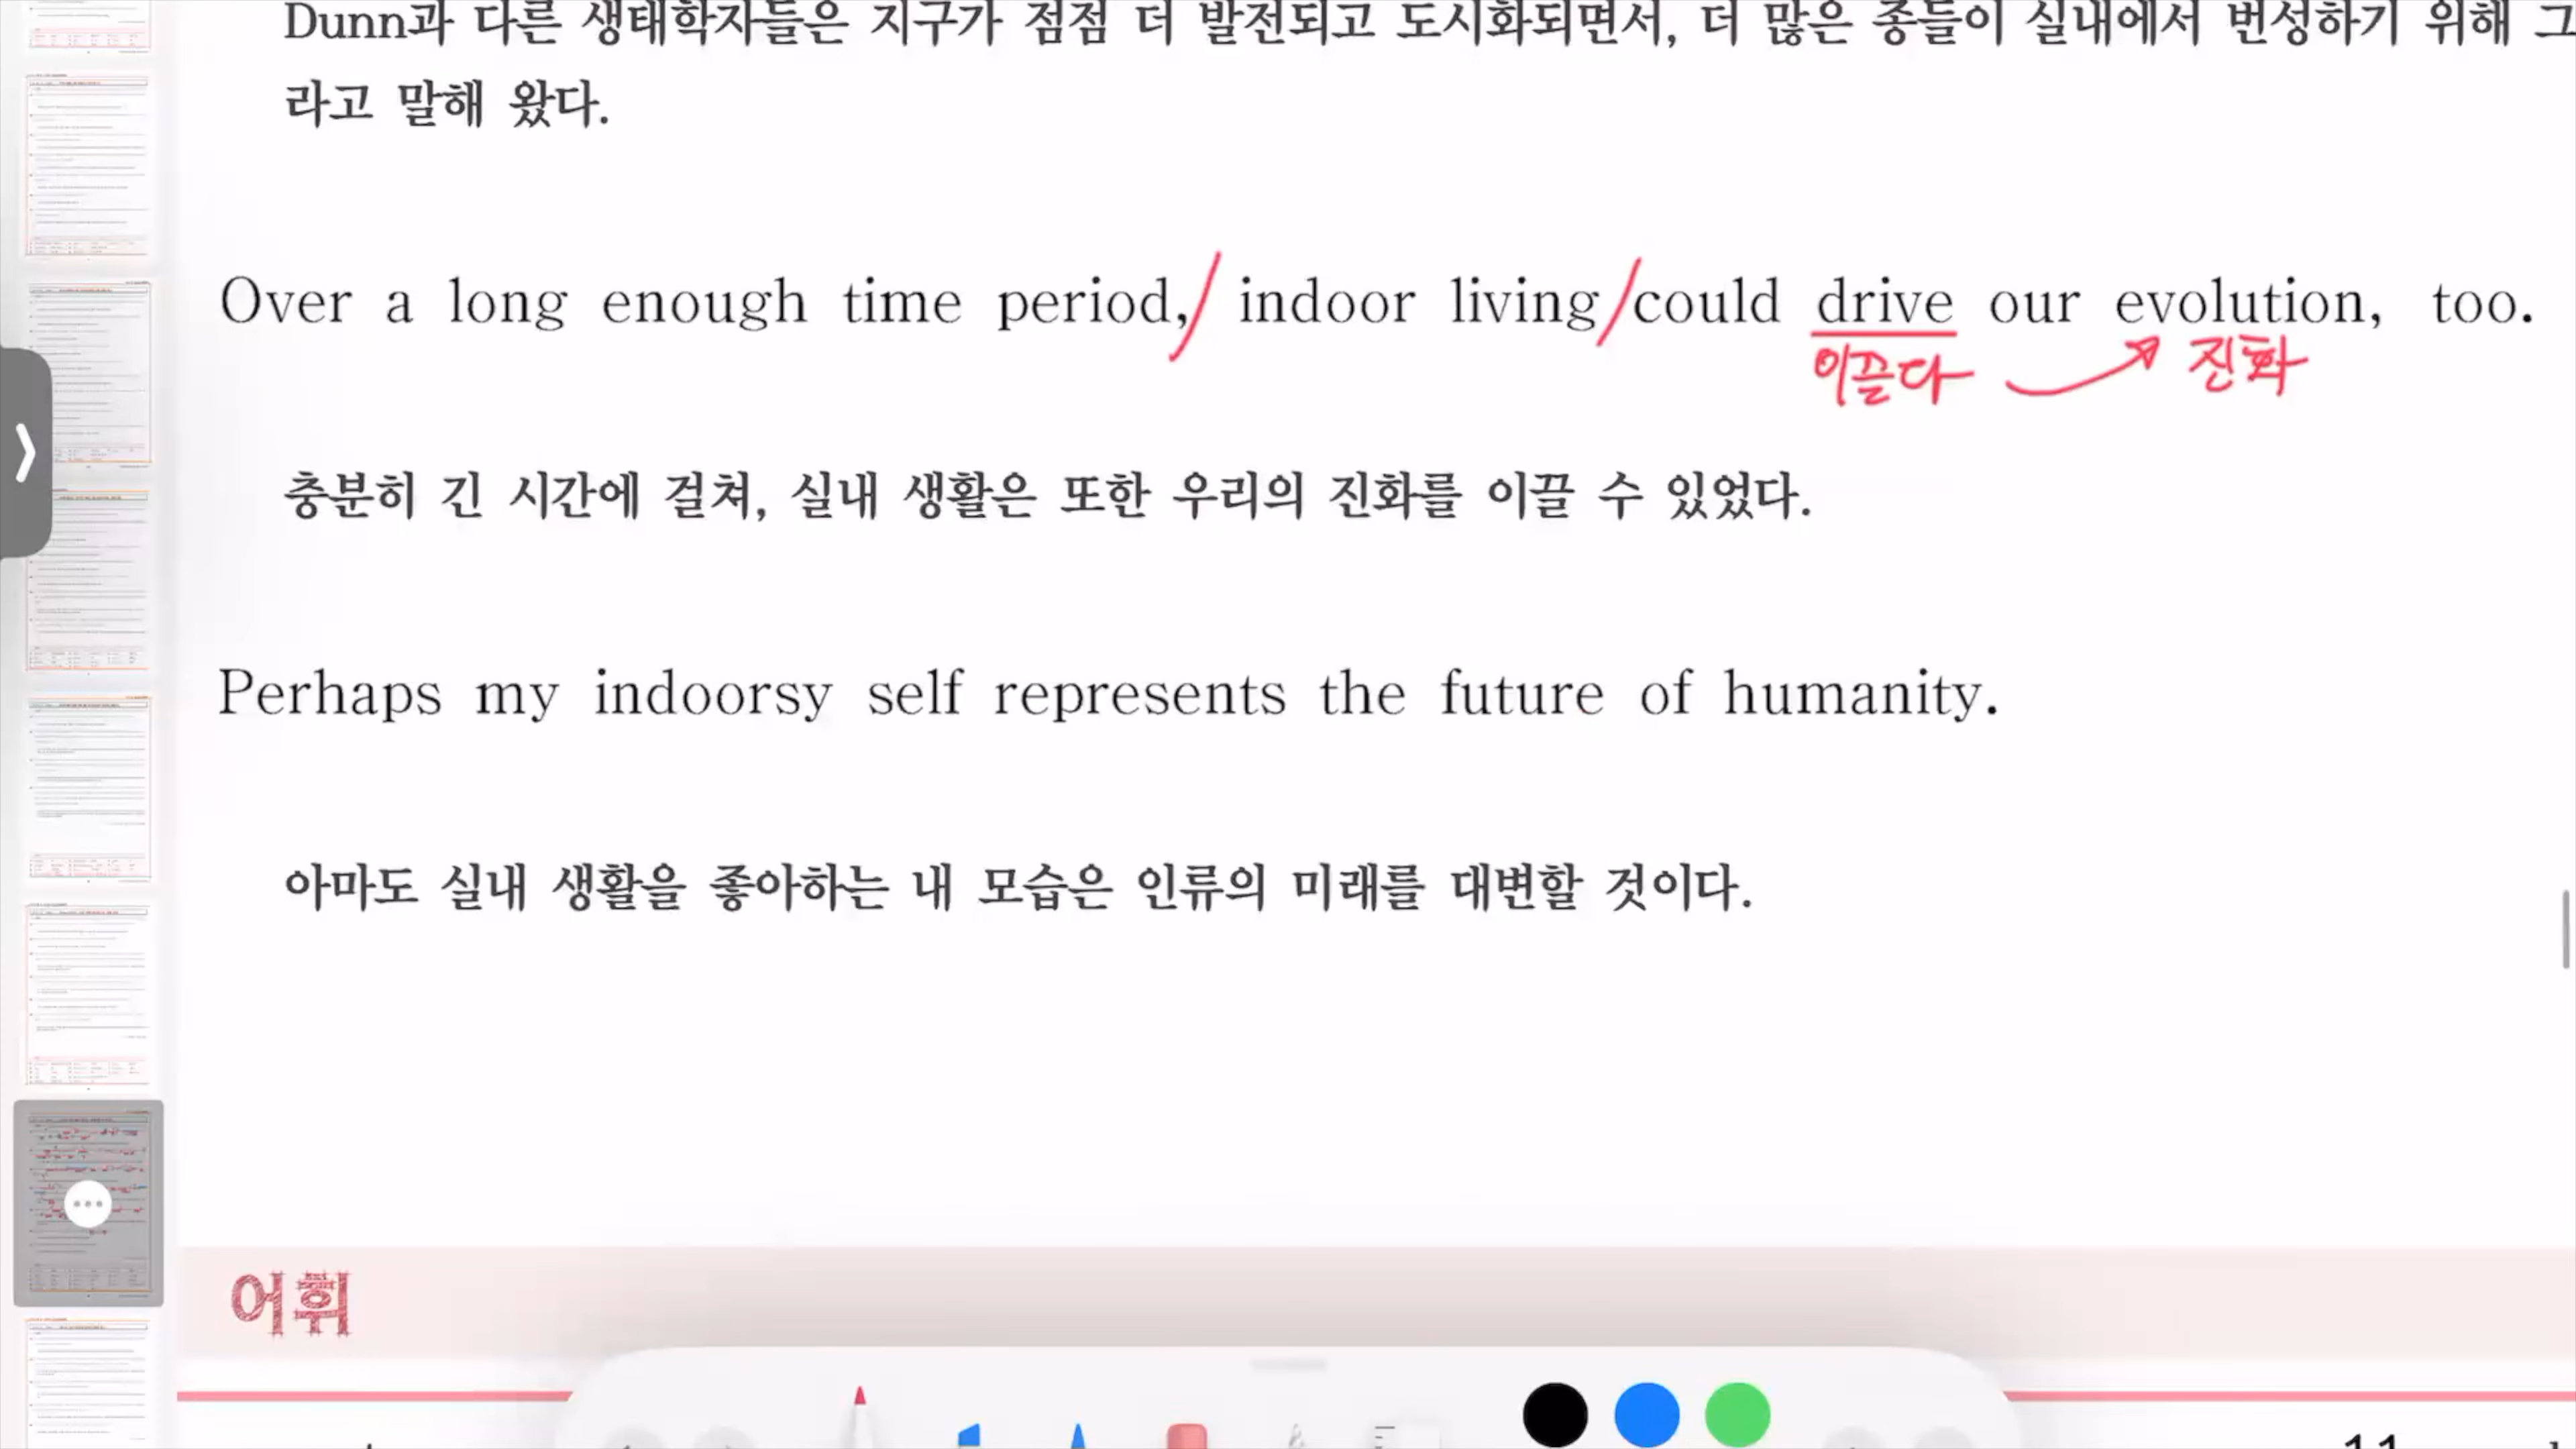 Dunn과 다른 생태학자들은 지구가 점점 더 발전되고 도시화되면서, 더 많은 종들이 실내에서 번성하기 위해 그
라고 말해 왔다.
Over a long enough time period, indoor living could drive our evolution, too.
이끌다 진화
충분히 긴 시간에 걸쳐, 실내 생활은 또한 우리의 진화를 이끌 수 있었다.
Perhaps my indoorsy self represents the future of humanity.
아마도 실내 생활을 좋아하는 내 모습은 인류의 미래를 대변할 것이다.
어휘